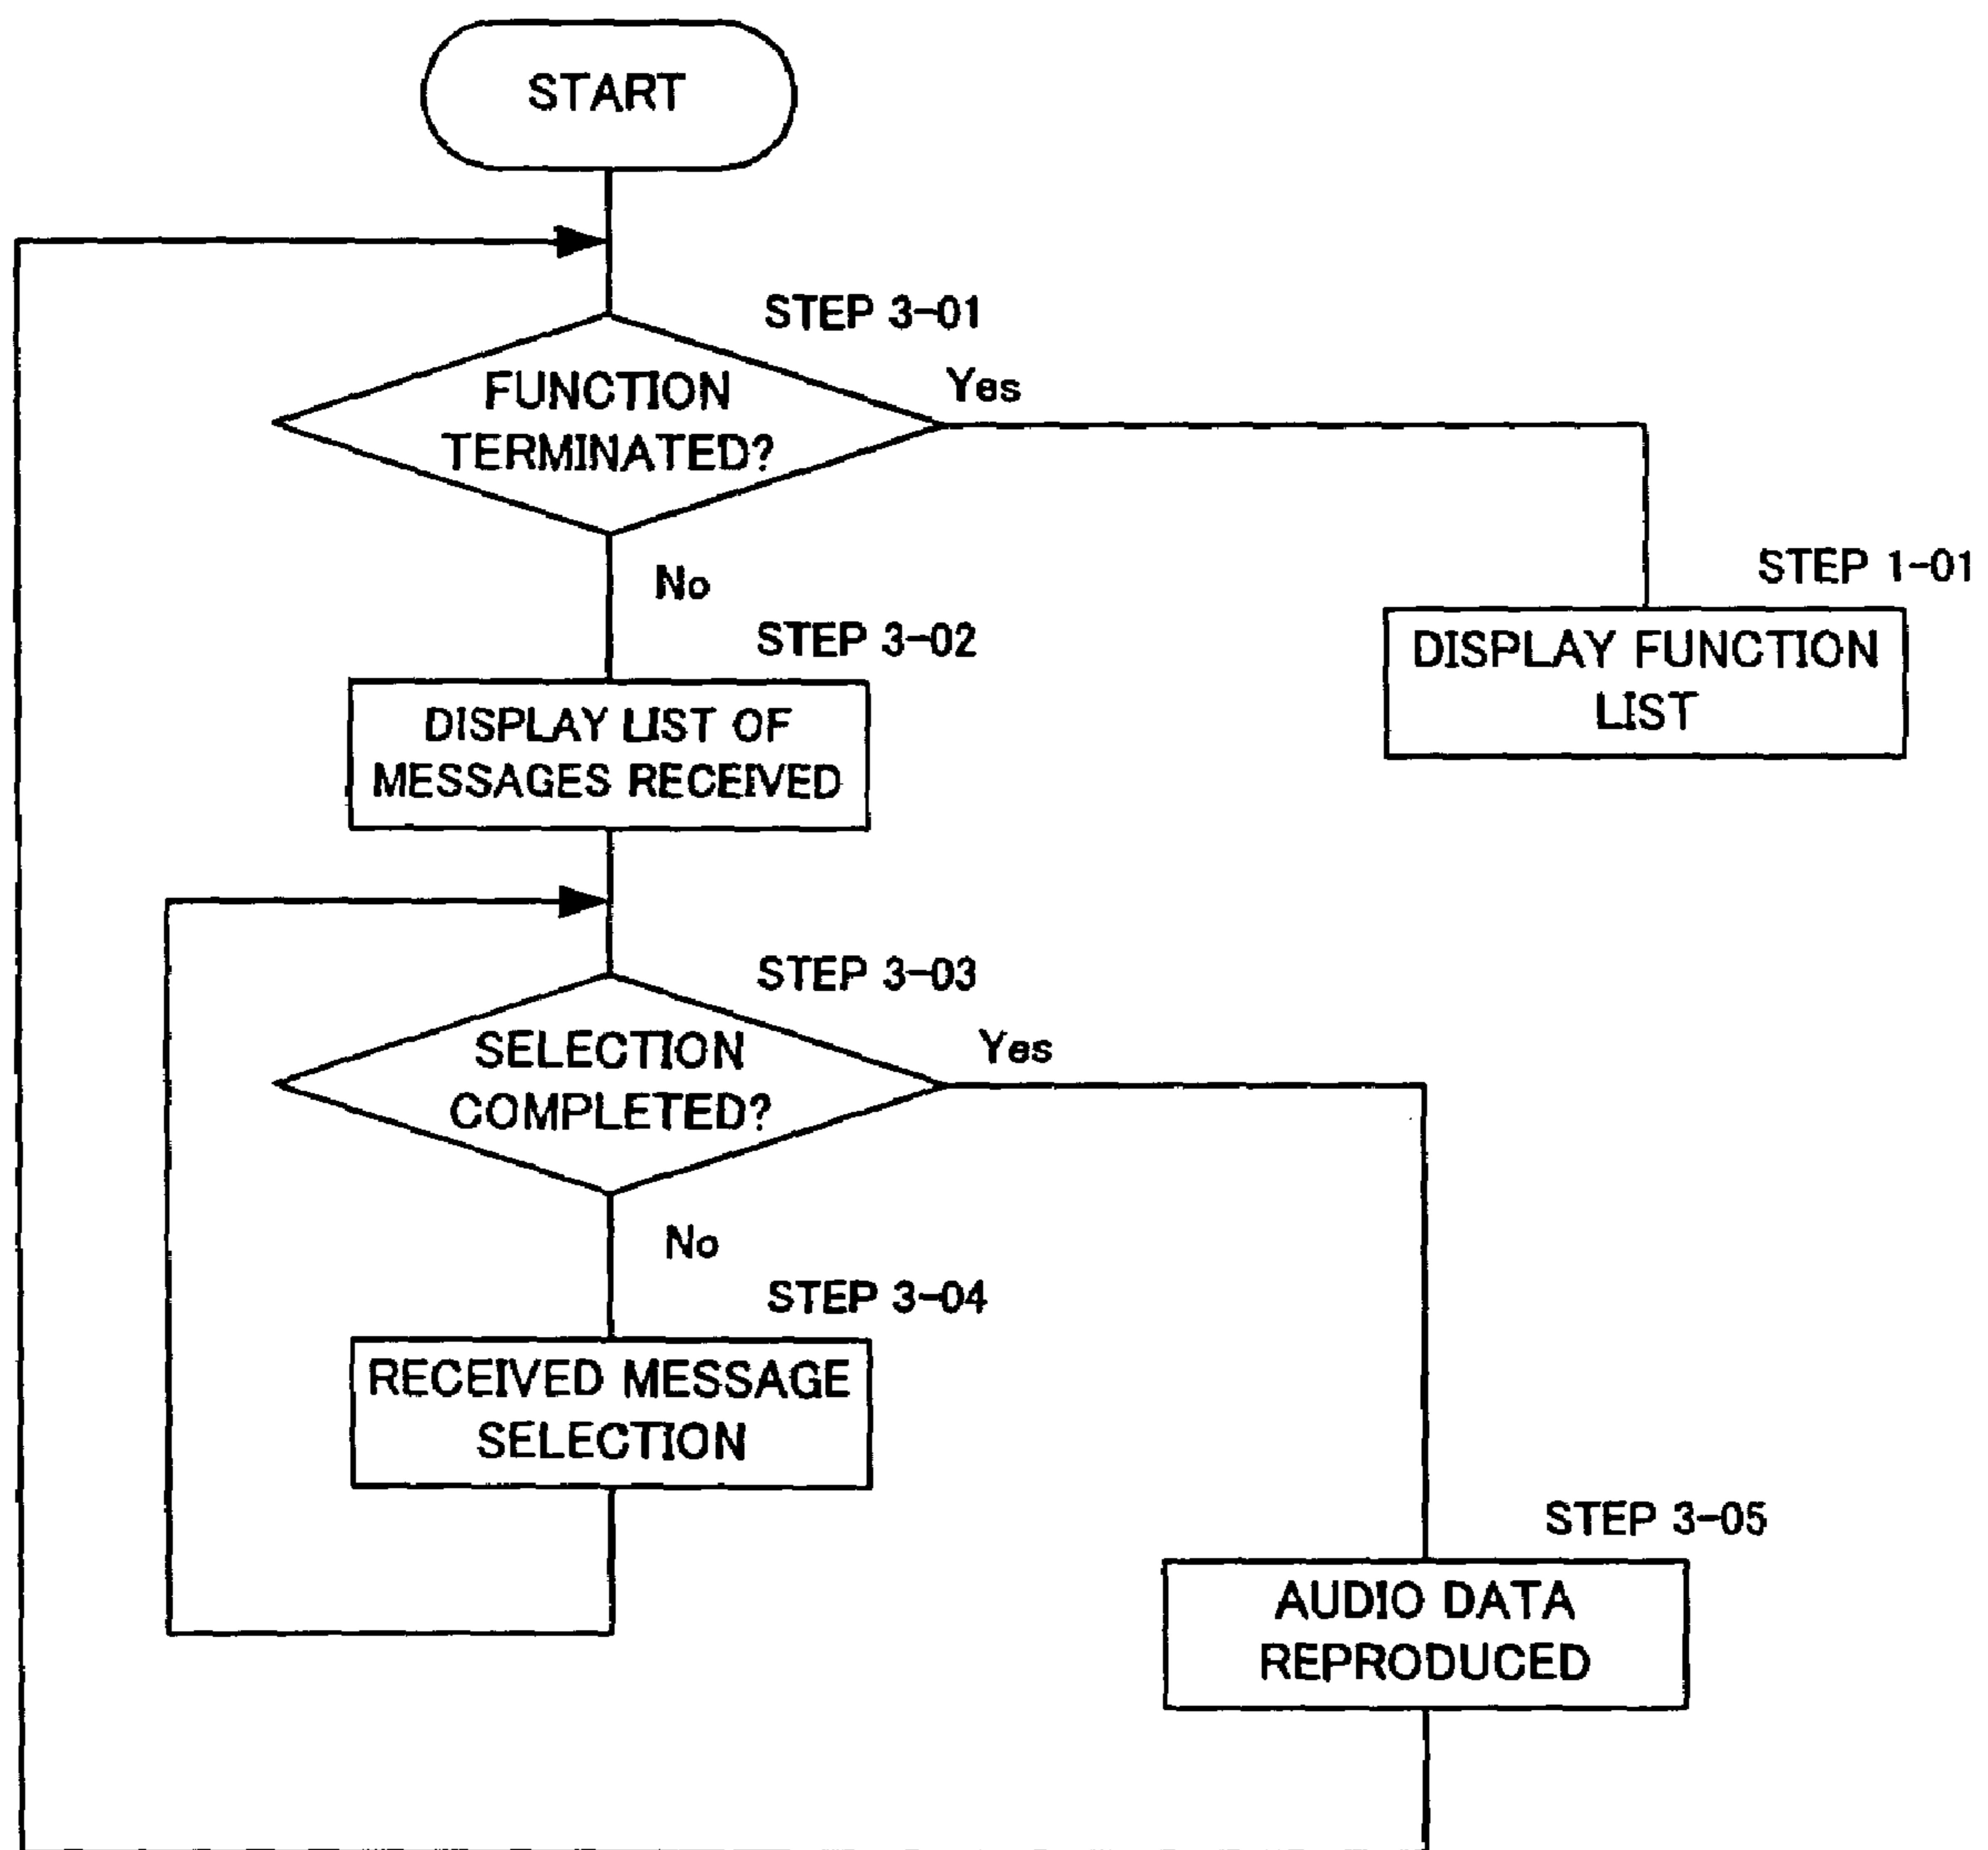 START
STEP 3-01
FUNCTION
TERMINATED?
Yes
No
STEP 1-01
DISPLAY FUNCTION
LIST
STEP 3-02
DISPLAY LIST OF
MESSAGES RECEIVED
STEP 3-03
SELECTION
COMPLETED?
Yes
No
STEP 3-04
RECEIVED MESSAGE
SELECTION
STEP 3-05
AUDIO DATA
REPRODUCED